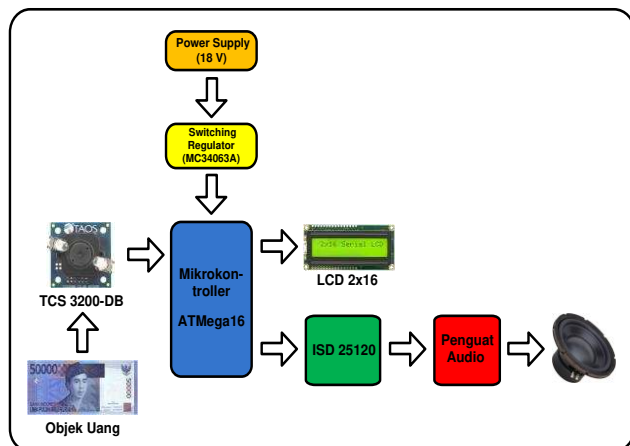 Power Supply
(18 V)
Switching
Regulator
(MC34063A)
TAOS
TCS 3200-DB
Mikrokon-
troller
ATMega16
2x16 Serial LCD
LCD 2x16
ISD 25120
Penguat
Audio
50000
50000
Objek Uang